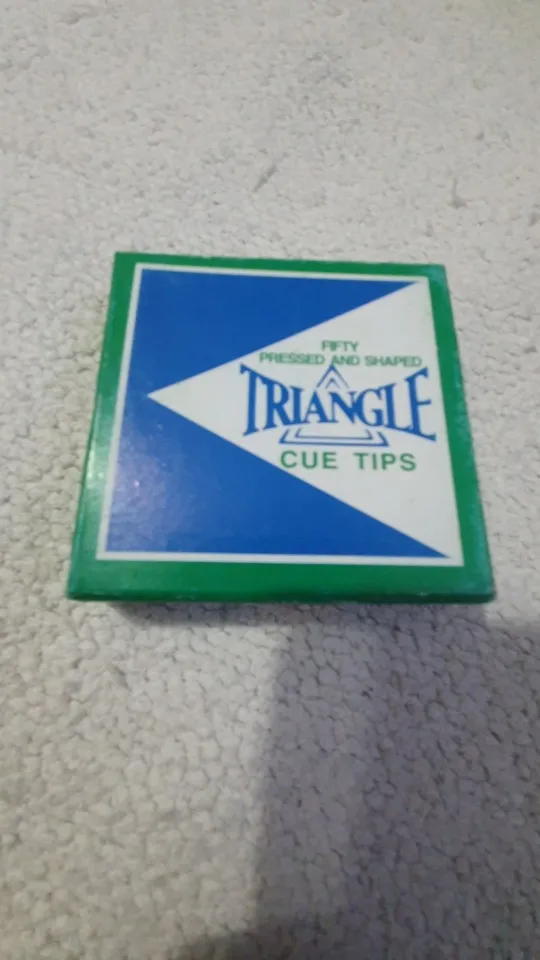 FIFTY
PRESSED AND SHAPED
TRIANGLE
CUE TIPS